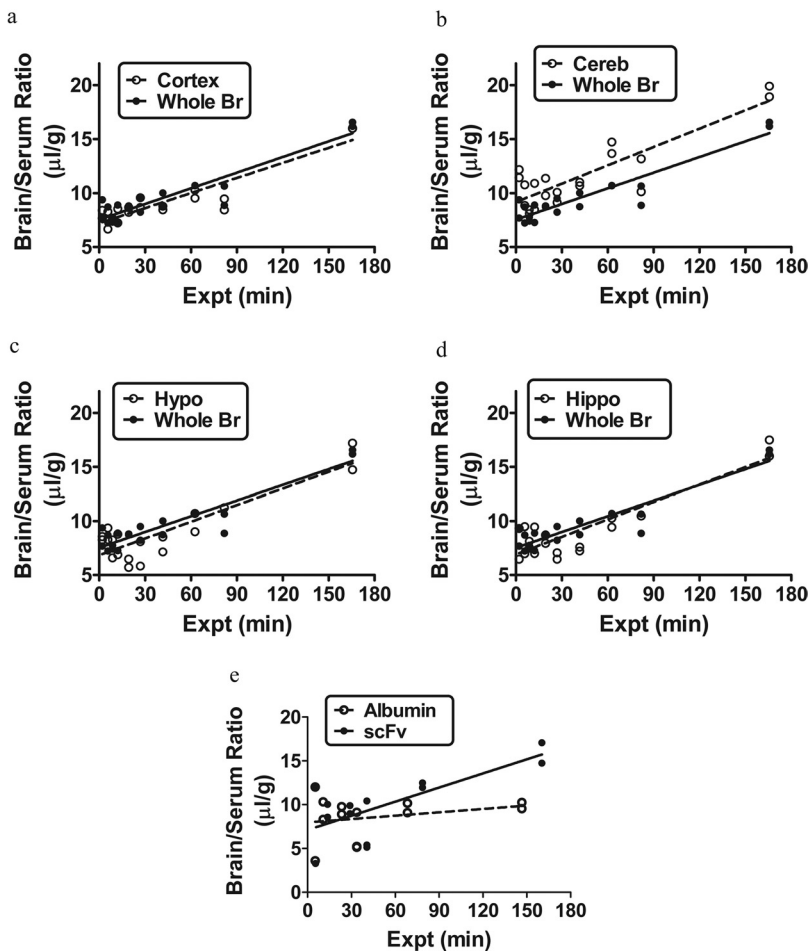 a
Brain/Serum Ratio
(µl/g)
20
15
10
5
Cortex
Whole Br
0 30 60 90 120 150 180
Expt (min)
b
Brain/Serum Ratio
(µl/g)
20
15
10
5
Cereb
Whole Br
0 30 60 90 120 150 180
Expt (min)
c
Brain/Serum Ratio
(µl/g)
20
15
10
5
Hypo
Whole Br
0 30 60 90 120 150 180
Expt (min)
d
Brain/Serum Ratio
(µl/g)
20
15
10
5
Hippo
Whole Br
0 30 60 90 120 150 180
Expt (min)
e
Brain/Serum Ratio
(µl/g)
20
15
10
5
0
Albumin
scFv
0 30 60 90 120 150 180
Expt (min)